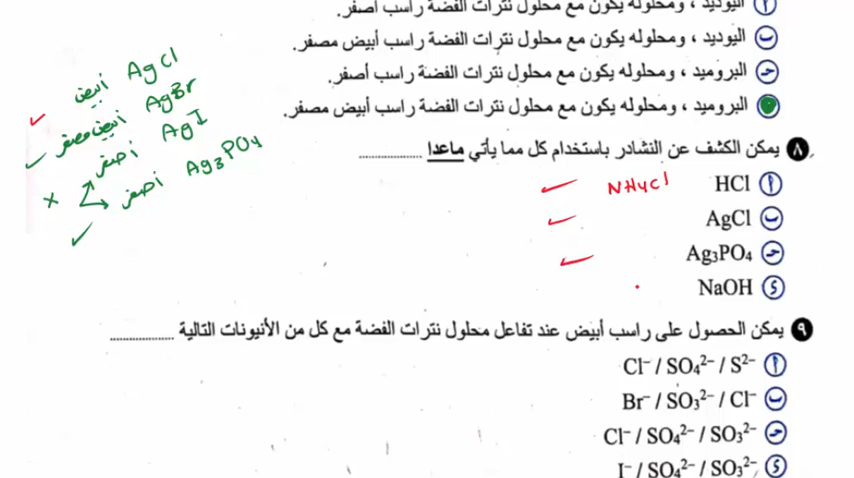 أ اليوديد ، ومحلوله يكون مع محلول نترات الفضة راسب أصفر.
ب اليوديد ، ومحلوله يكون مع محلول نترات الفضة راسب أبيض مصفر.
ج البروميد ، ومحلوله يكون مع محلول نترات الفضة راسب أصفر.
البروميد ، ومحلوله يكون مع محلول نترات الفضة راسب أبيض مصفر.
AgCl أبيض
AgBr أبيض مصفر
AgI أصفر
Ag₃PO₄ أصفر
٨ يمكن الكشف عن النشادر باستخدام كل مما يأتي ماعدا ..............
أ HCl NH4Cl
ب AgCl
ج Ag₃PO₄
د NaOH
٩ يمكن الحصول على راسب أبيض عند تفاعل محلول نترات الفضة مع كل من الأنيونات التالية ..............
أ Cl⁻ / SO₄²⁻ / S²⁻
ب Br⁻ / SO₃²⁻ / Cl⁻
ج Cl⁻ / SO₄²⁻ / SO₃²⁻
د I⁻ / SO₄²⁻ / SO₃²⁻